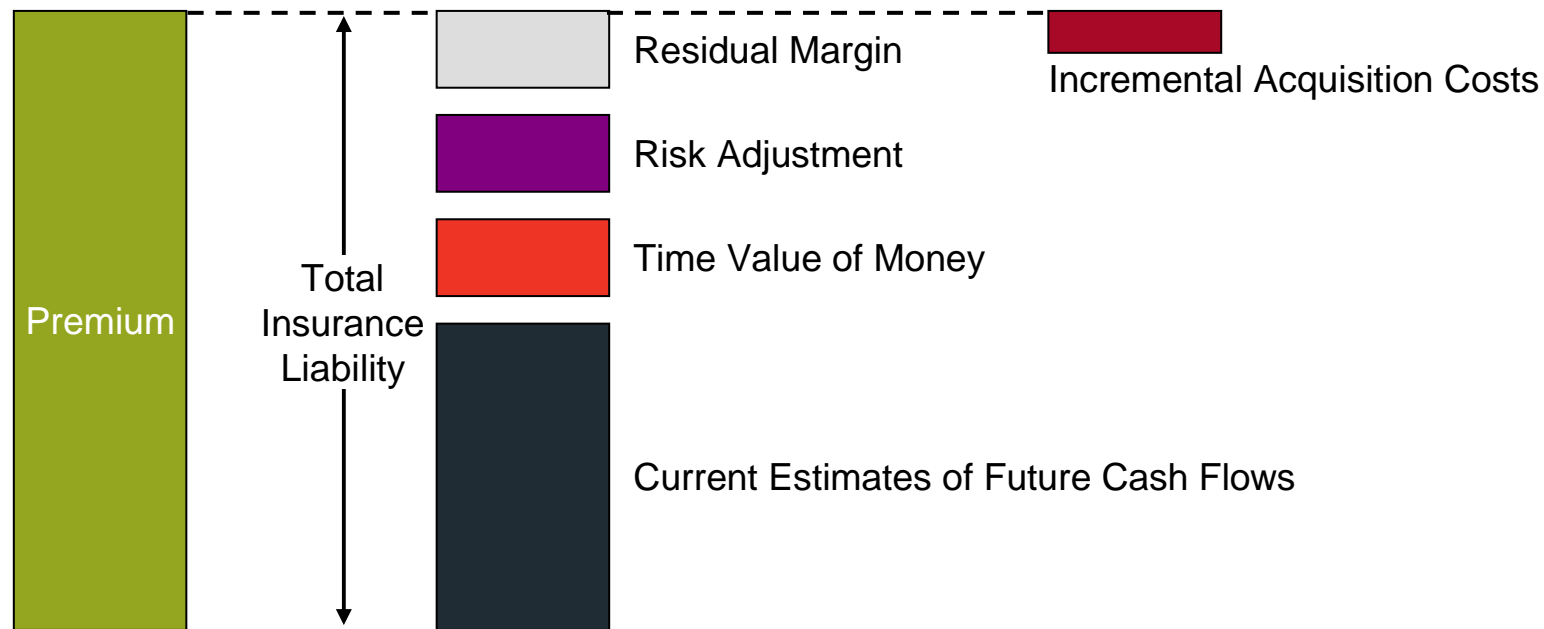 Premium
Total
Insurance
Liability
Residual Margin
Risk Adjustment
Time Value of Money
Current Estimates of Future Cash Flows
Incremental Acquisition Costs